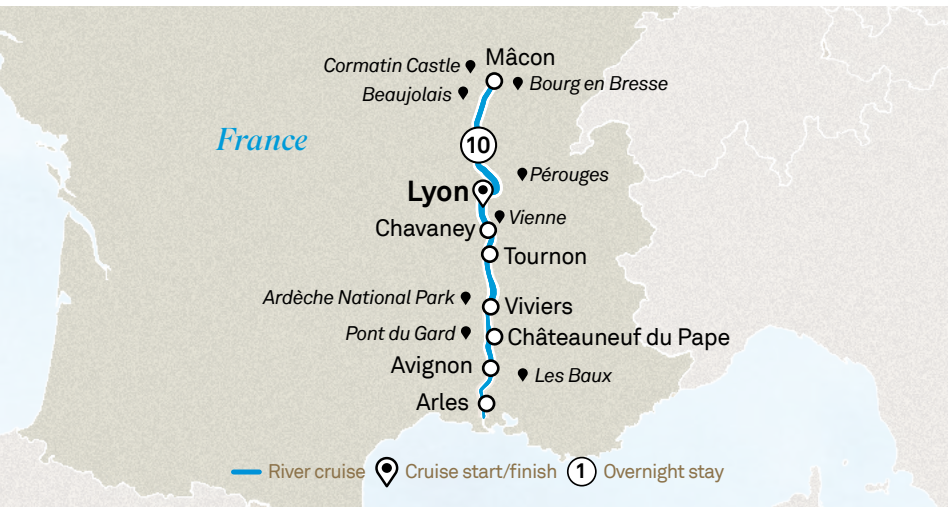 Mâcon
Cormatin Castle
Bourg en Bresse
Beaujolais
France
10
Pérouges
Lyon
Vienne
Chavaney
Tournon
Ardèche National Park
Viviers
Pont du Gard
Châteauneuf du Pape
Avignon
Les Baux
Arles
River cruise
Cruise start/finish
1 Overnight stay